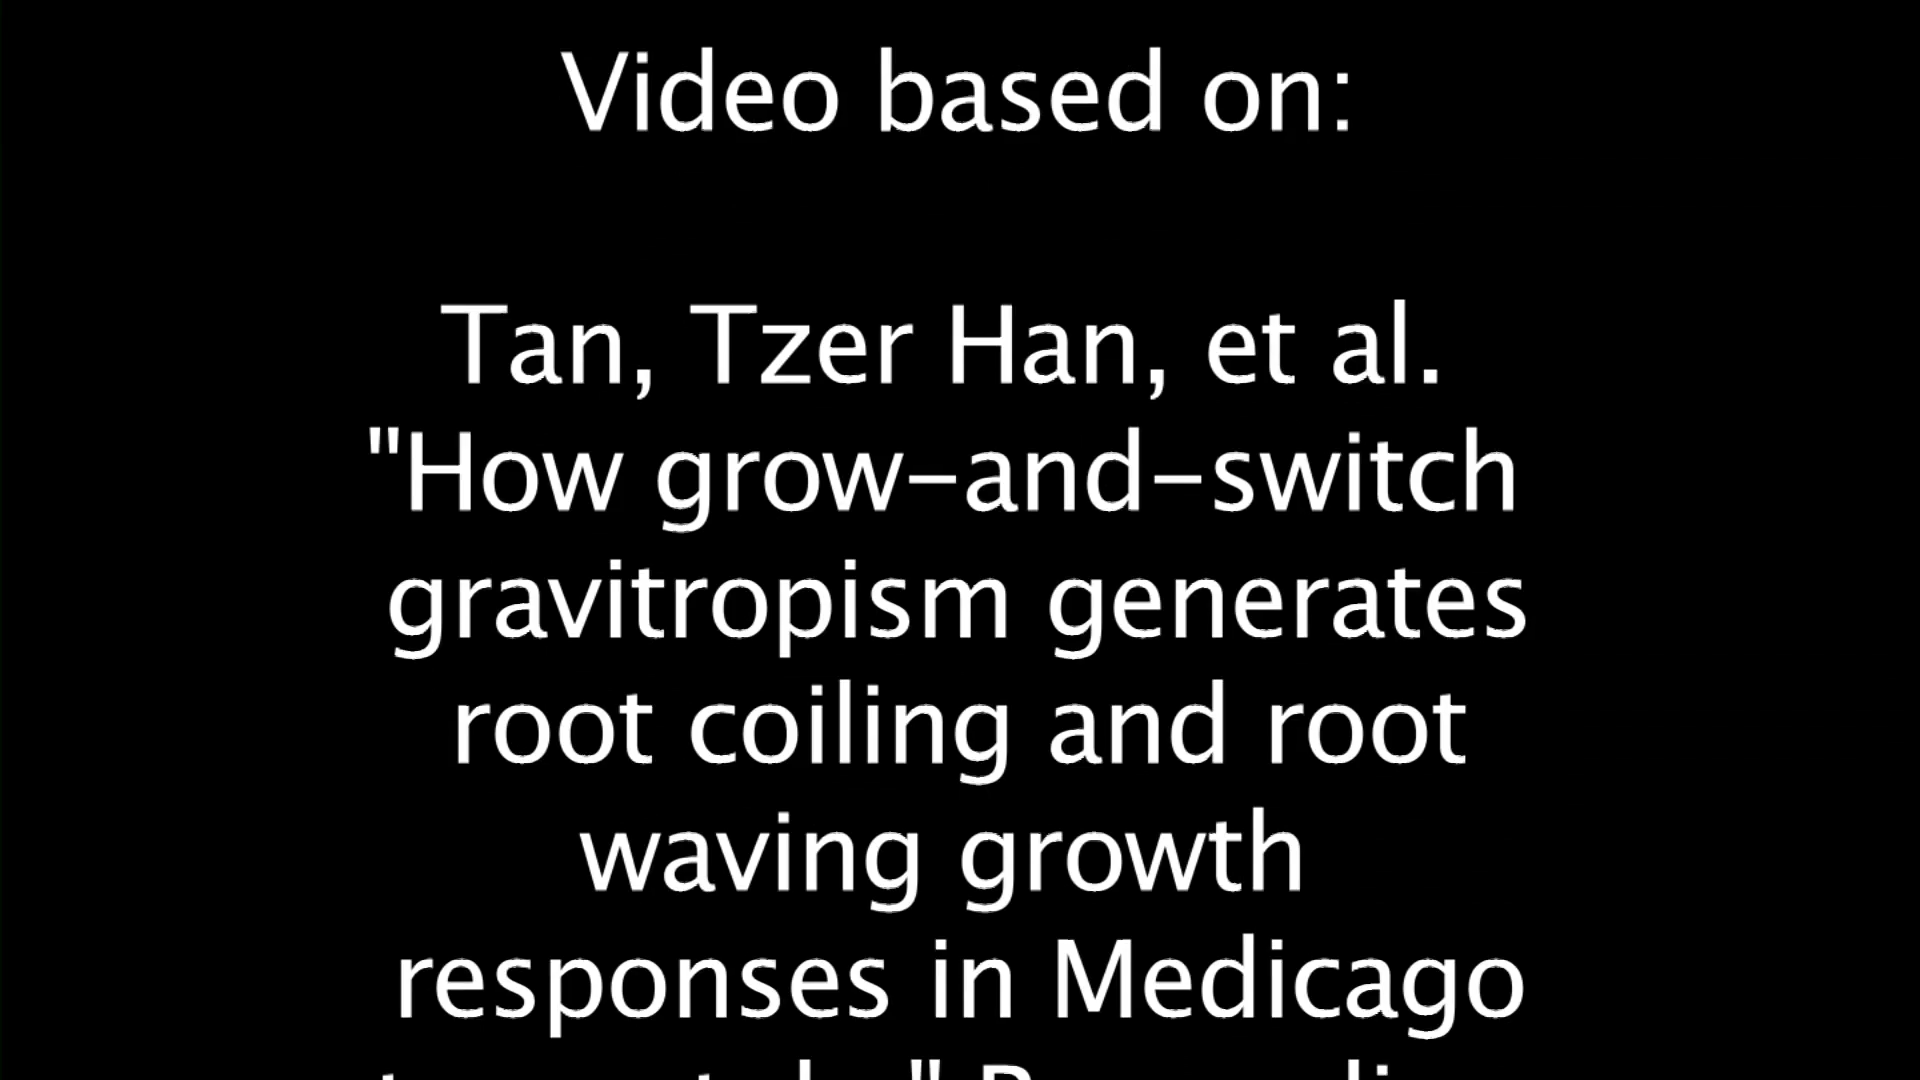 Video based on:
Tan, Tzer Han, et al.
"How grow-and-switch
gravitropism generates
root coiling and root
waving growth
responses in Medicago